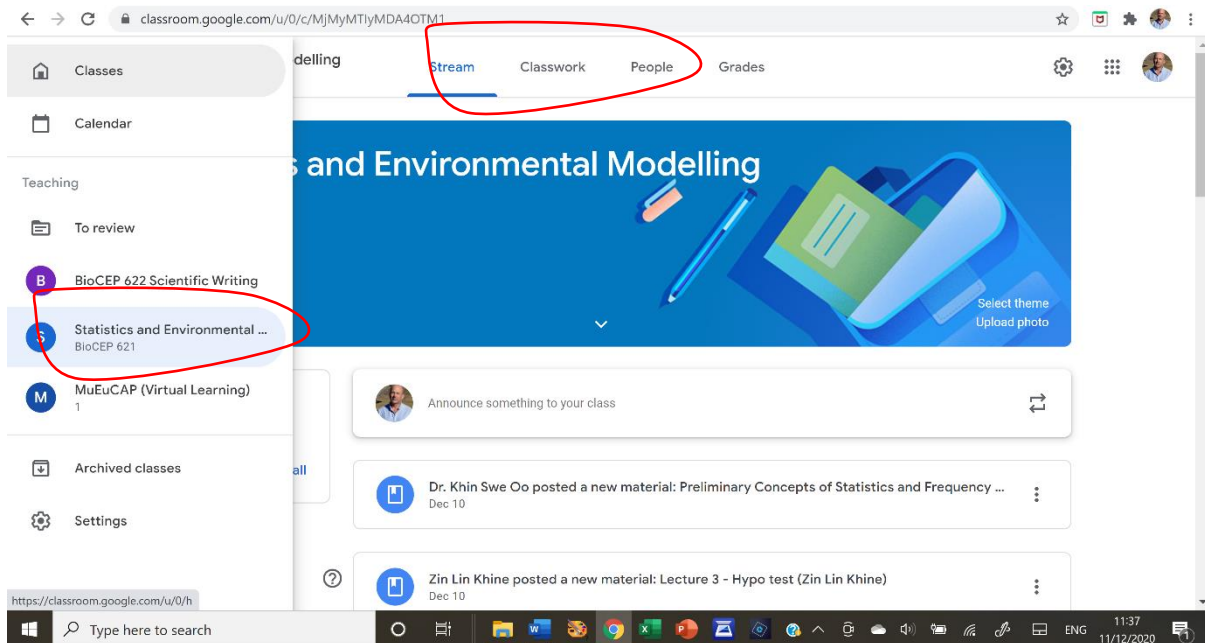 classroom.google.com/u/0/c/MjMyMTIyMDA4OTM1
Classes
delling
Stream
Classwork
People
Grades
Calendar
Teaching
s and Environmental Modelling
To review
B
BioCEP 622 Scientific Writing
S
Statistics and Environmental ...
BioCEP 621
Select theme
Upload photo
M
MuEuCAP (Virtual Learning)
1
Announce something to your class
Archived classes
all
Dr. Khin Swe Oo posted a new material: Preliminary Concepts of Statistics and Frequency ...
Dec 10
Settings
Zin Lin Khine posted a new material: Lecture 3 - Hypo test (Zin Lin Khine)
Dec 10
https://classroom.google.com/u/0/h
Type here to search
ENG
11:37
11/12/2020